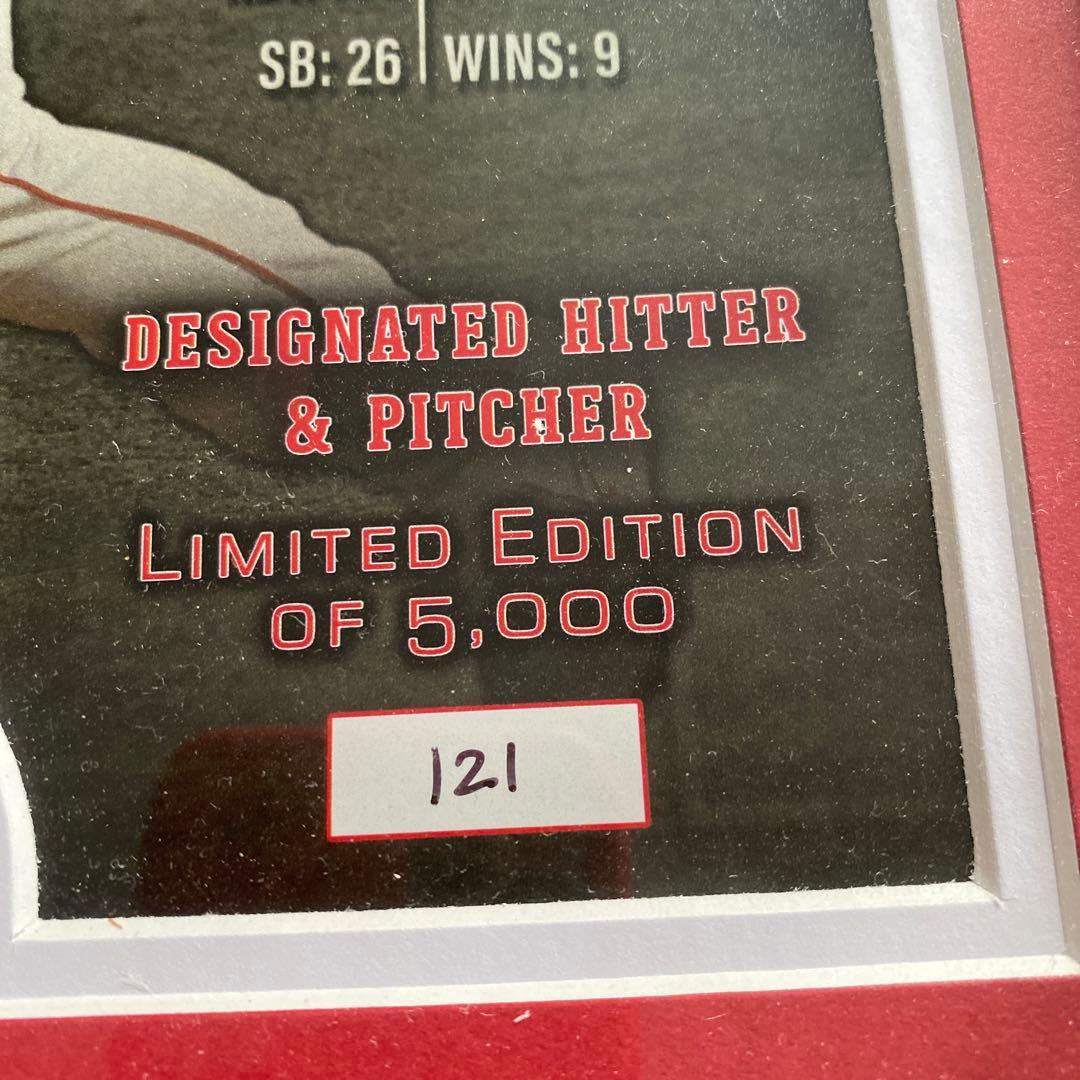 SB: 26 | WINS: 9
DESIGNATED HITTER
& PITCHER
LIMITED EDITION
OF 5,000
121